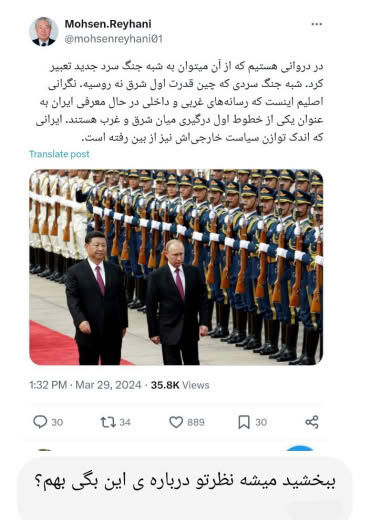 Mohsen.Reyhani
@mohsenreyhani01
در دروانی هستیم که از آن میتوان به شبه جنگ سرد جدید تعبیر
کرد. شبه جنگ سردی که چین قدرت اول شرق نه روسیه. نگرانی
اصلیم اینست که رسانه‌های غربی و داخلی در حال معرفی ایران به
عنوان یکی از خطوط اول درگیری میان شرق و غرب هستند. ایرانی
که اندک توازن سیاست خارجی‌اش نیز از بین رفته است.
Translate post
1:32 PM · Mar 29, 2024 · 35.8K Views
30 34 889 30
ببخشید میشه نظرتو درباره ی این بگی بهم؟